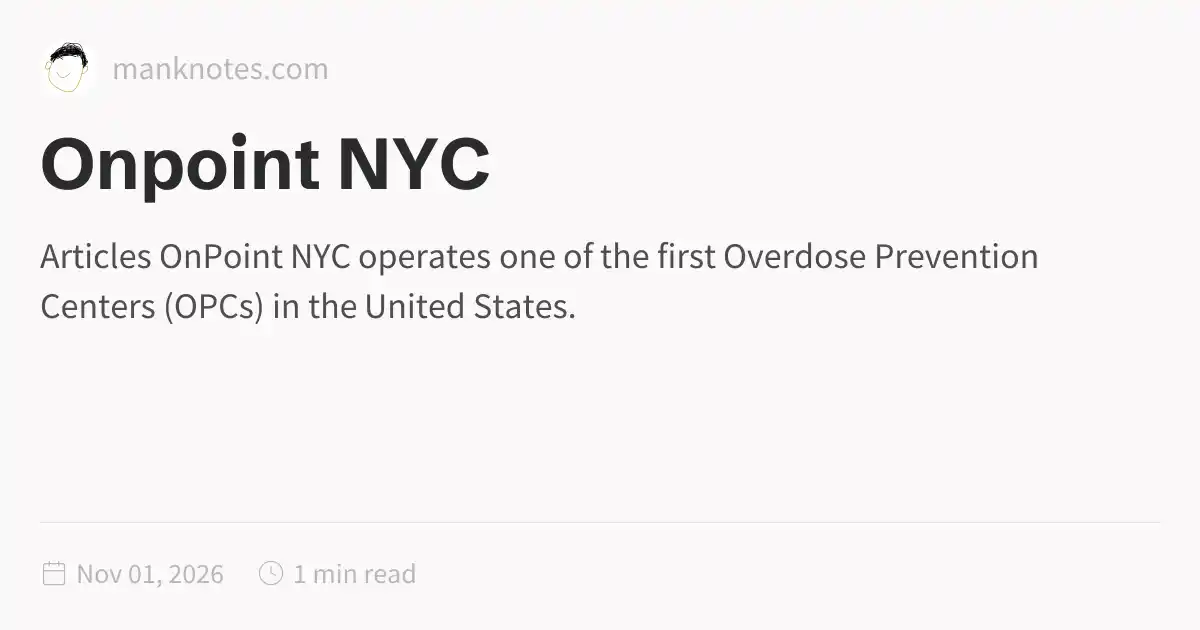 manknotes.com
Onpoint NYC
Articles OnPoint NYC operates one of the first Overdose Prevention
Centers (OPCs) in the United States.
Nov 01, 2026 1 min read